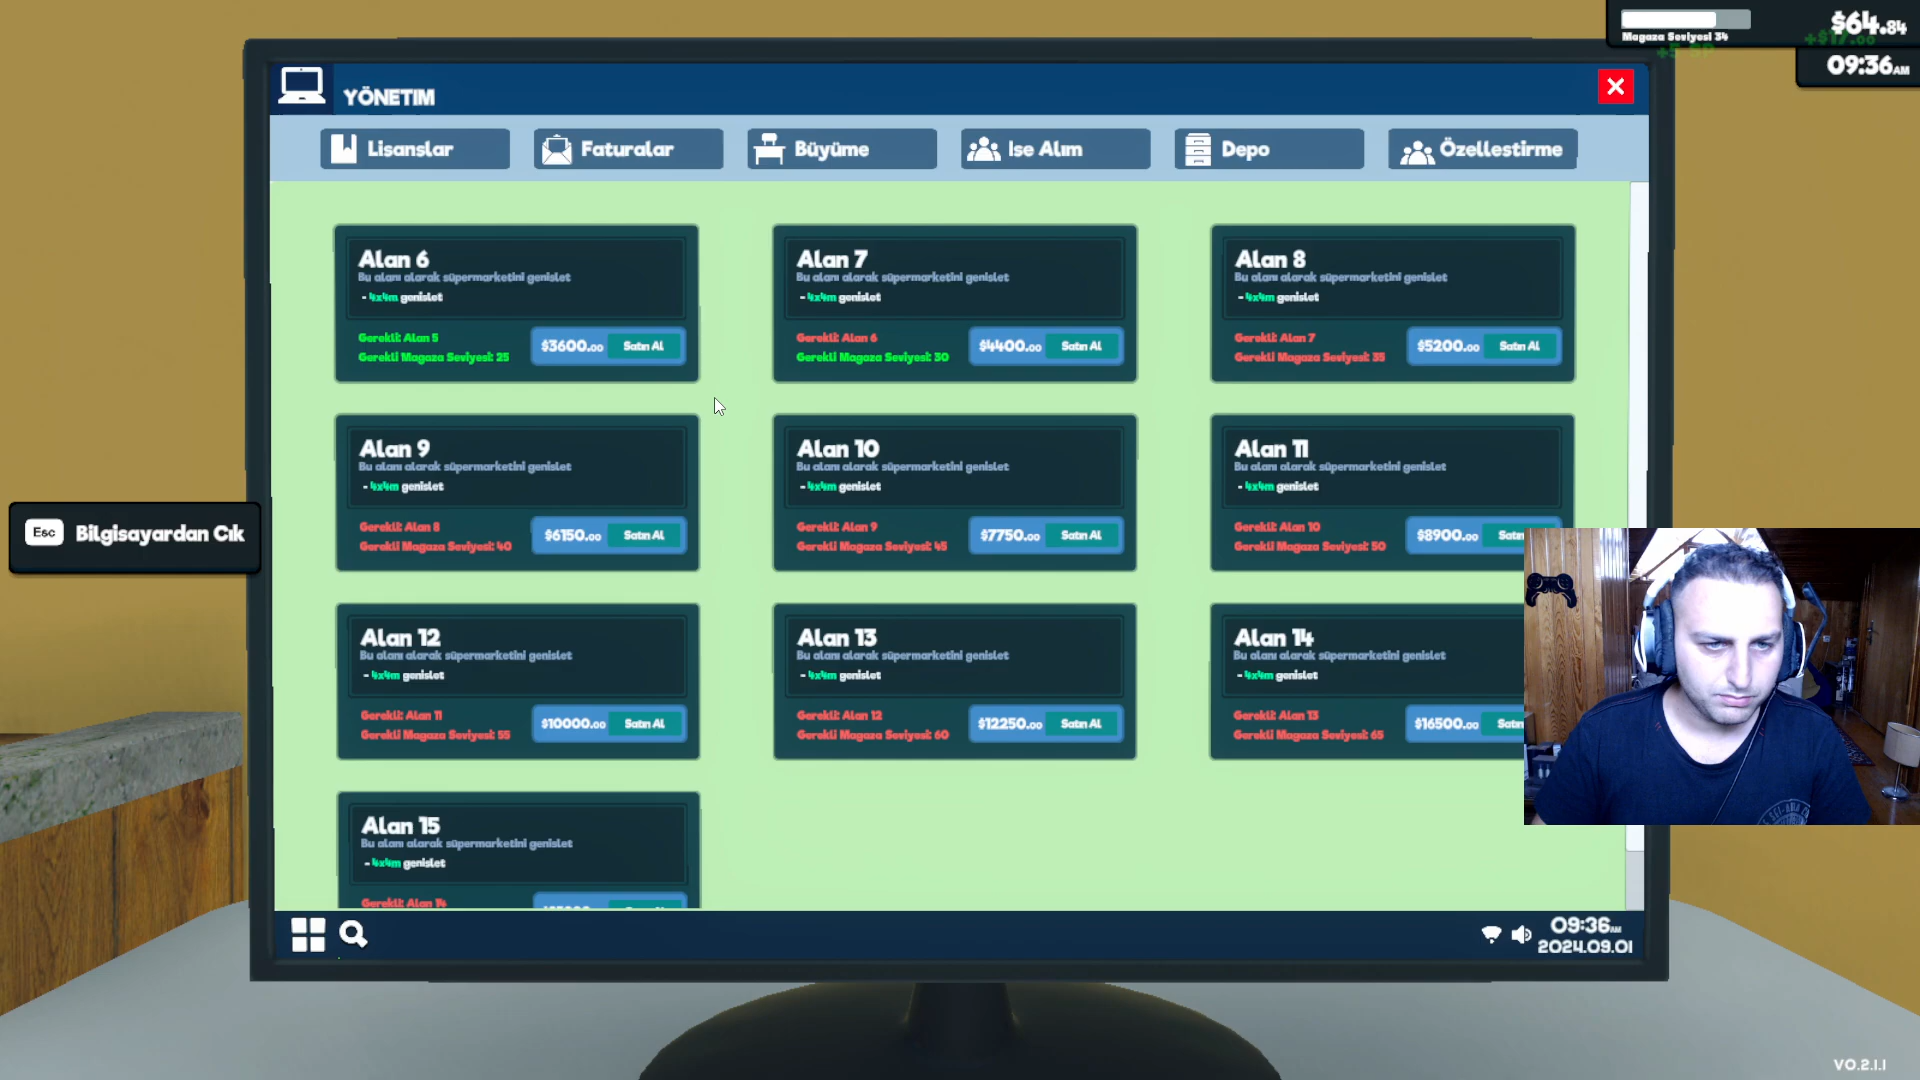 $64.84
Magaza Seviyesi 34
09:36AM
YÖNETIM
Lisanslar
Faturalar
Büyüme
Ise Alım
Depo
Özellestirme
Alan 6
Bu alanı alarak süpermarketini genislet
- 4x4m genislet
Gerekli: Alan 5
Gerekli Magaza Seviyesi: 25
$3600.00
Satın Al
Alan 7
Bu alanı alarak süpermarketini genislet
- 4x4m genislet
Gerekli: Alan 6
Gerekli Magaza Seviyesi: 30
$4400.00
Satın Al
Alan 8
Bu alanı alarak süpermarketini genislet
- 4x4m genislet
Gerekli: Alan 7
Gerekli Magaza Seviyesi: 35
$5200.00
Satın Al
Alan 9
Bu alanı alarak süpermarketini genislet
- 4x4m genislet
Gerekli: Alan 8
Gerekli Magaza Seviyesi: 40
$6150.00
Satın Al
Alan 10
Bu alanı alarak süpermarketini genislet
- 4x4m genislet
Gerekli: Alan 9
Gerekli Magaza Seviyesi: 45
$7750.00
Satın Al
Alan 11
Bu alanı alarak süpermarketini genislet
- 4x4m genislet
Gerekli: Alan 10
Gerekli Magaza Seviyesi: 50
$8900.00
Esc Bilgisayardan Cık
Alan 12
Bu alanı alarak süpermarketini genislet
- 4x4m genislet
Gerekli: Alan 11
Gerekli Magaza Seviyesi: 55
$10000.00
Satın Al
Alan 13
Bu alanı alarak süpermarketini genislet
- 4x4m genislet
Gerekli: Alan 12
Gerekli Magaza Seviyesi: 60
$12250.00
Satın Al
Alan 14
Bu alanı alarak süpermarketini genislet
- 4x4m genislet
Gerekli: Alan 13
Gerekli Magaza Seviyesi: 65
$16500.00
Alan 15
Bu alanı alarak süpermarketini genislet
- 4x4m genislet
Gerekli: Alan 14
09:36AM
2024.09.01
V0.2.1.1